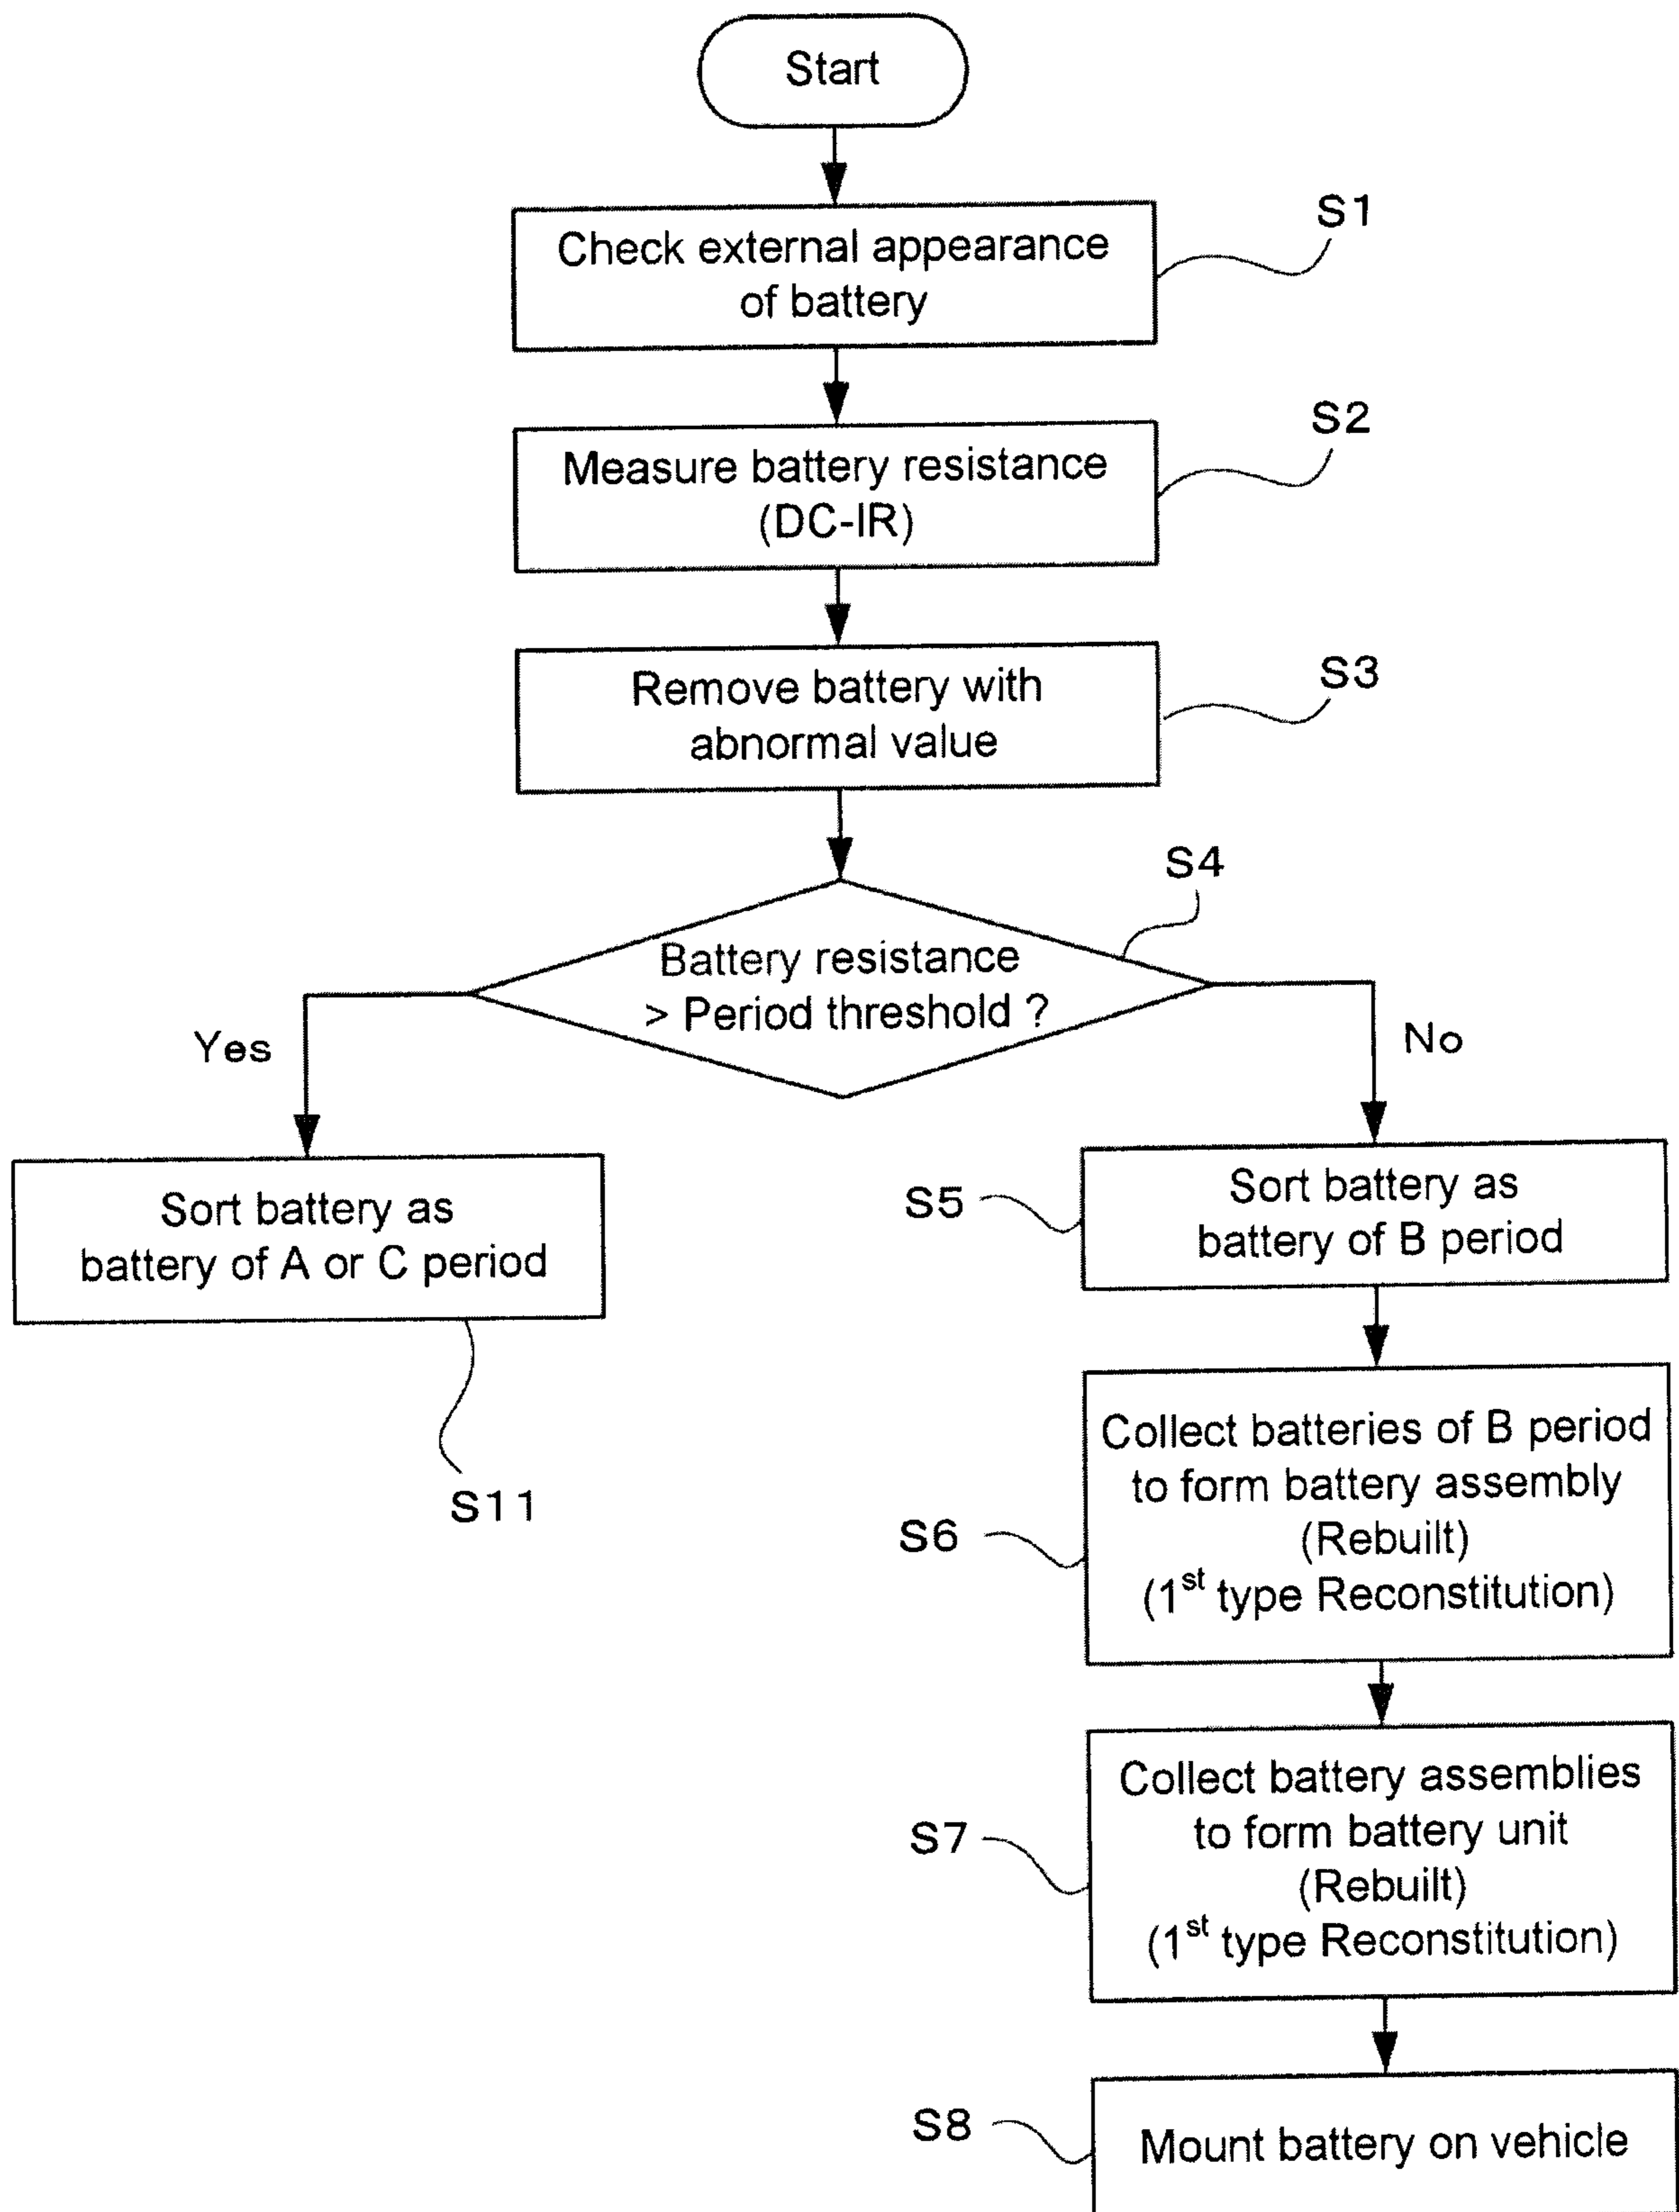 Start
S1
Check external appearance
of battery
S2
Measure battery resistance
(DC-IR)
S3
Remove battery with
abnormal value
S4
Battery resistance
> Period threshold ?
Yes
No
Sort battery as
battery of A or C period
S11
S5
Sort battery as
battery of B period
S6
Collect batteries of B period
to form battery assembly
(Rebuilt)
(1st type Reconstitution)
S7
Collect battery assemblies
to form battery unit
(Rebuilt)
(1st type Reconstitution)
S8
Mount battery on vehicle